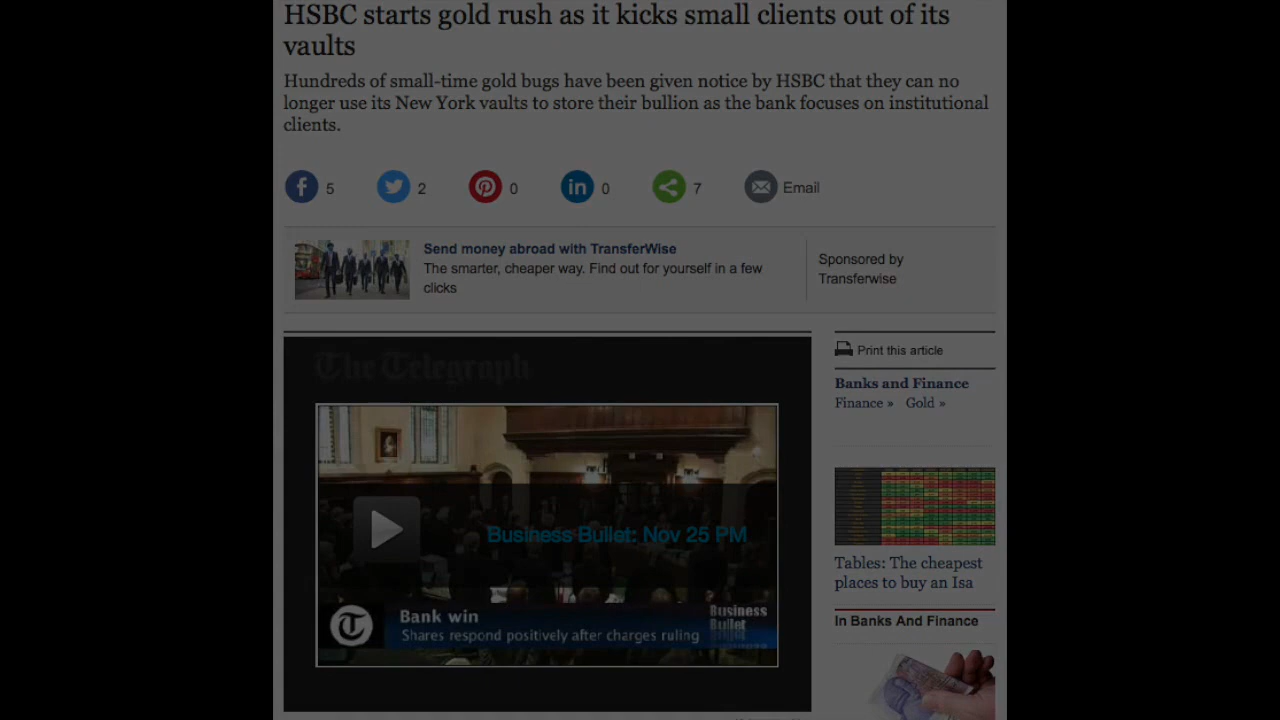 HSBC starts gold rush as it kicks small clients out of its
vaults
Hundreds of small-time gold bugs have been given notice by HSBC that they can no
longer use its New York vaults to store their bullion as the bank focuses on institutional
clients.
f 5
2
0
in 0
7
Email
Send money abroad with TransferWise
The smarter, cheaper way. Find out for yourself in a few
clicks
Sponsored by
Transferwise
The Telegraph
Business Bullet: Nov 25 PM
T
Bank win
Shares respond positively after charges ruling
Business
Bullet
Print this article
Banks and Finance
Finance » Gold »
Tables: The cheapest
places to buy an Isa
In Banks And Finance